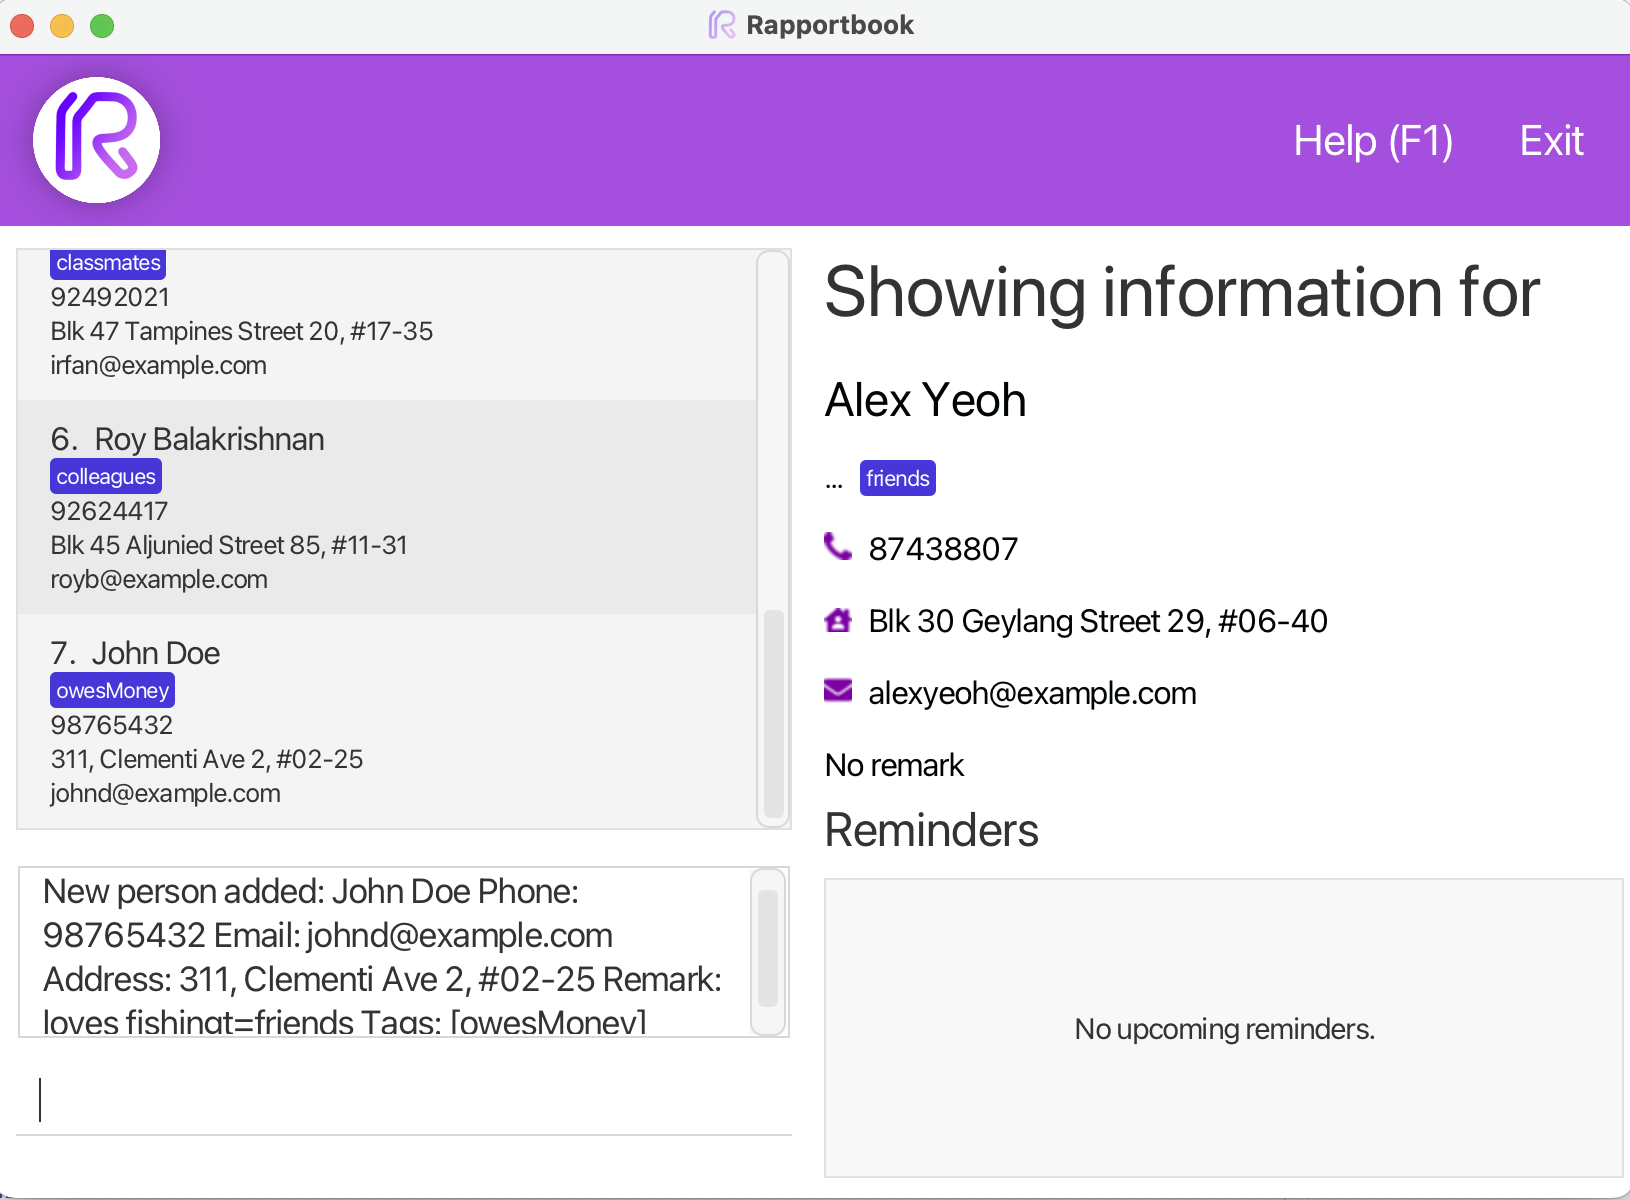 Rapportbook
Help (F1)
Exit
classmates
92492021
Blk 47 Tampines Street 20, #17-35
irfan@example.com
6. Roy Balakrishnan
colleagues
92624417
Blk 45 Aljunied Street 85, #11-31
royb@example.com
7. John Doe
owesMoney
98765432
311, Clementi Ave 2, #02-25
johnd@example.com
New person added: John Doe Phone:
98765432 Email: johnd@example.com
Address: 311, Clementi Ave 2, #02-25 Remark:
loves fishingt=friends Tags: [owesMoney]
Showing information for
Alex Yeoh
... friends
87438807
Blk 30 Geylang Street 29, #06-40
alexyeoh@example.com
No remark
Reminders
No upcoming reminders.